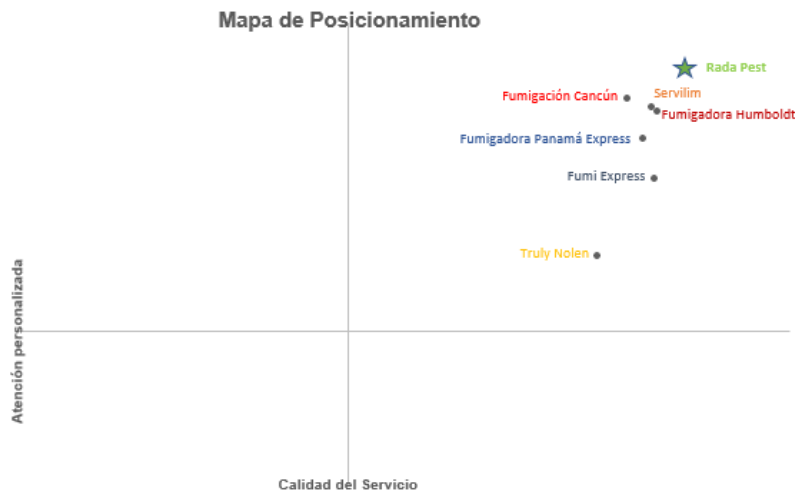 Mapa de Posicionamiento
Rada Pest
Servilim
Fumigación Cancún
Fumigadora Humboldt
Fumigadora Panamá Express
Fumi Express
Truly Nolen
Atención personalizada
Calidad del Servicio